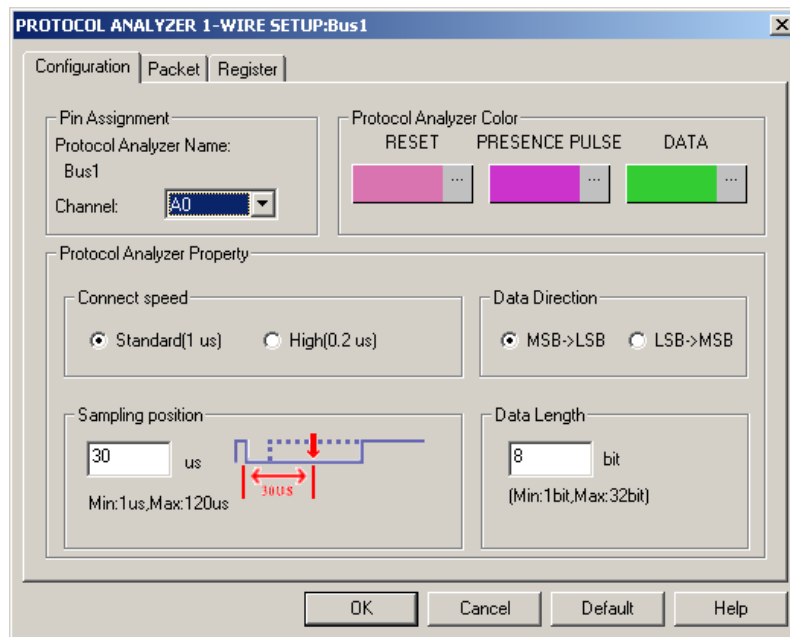 PROTOCOL ANALYZER 1-WIRE SETUP:Bus1
Configuration Packet Register
Pin Assignment
Protocol Analyzer Name:
Bus1
Channel: A0
Protocol Analyzer Color
RESET PRESENCE PULSE DATA
... ... ...
Protocol Analyzer Property
Connect speed
Standard(1 us) High(0.2 us)
Data Direction
MSB->LSB LSB->MSB
Sampling position
30 us
30US
Min:1us,Max:120us
Data Length
8 bit
(Min:1bit,Max:32bit)
OK Cancel Default Help